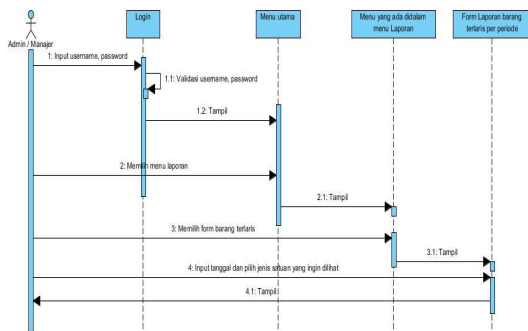 Login
Menu utama
Menu yang ada didalam
menu Laporan
Form Laporan barang
terlaris per periode
Admin / Manajer
1: Input username, password
1.1: Validasi username, password
1.2: Tampil
2: Memilih menu laporan
2.1: Tampil
3: Memilih form barang terlaris
3.1: Tampil
4: Input tanggal dan pilih jenis satuan yang ingin dilihat
4.1: Tampil